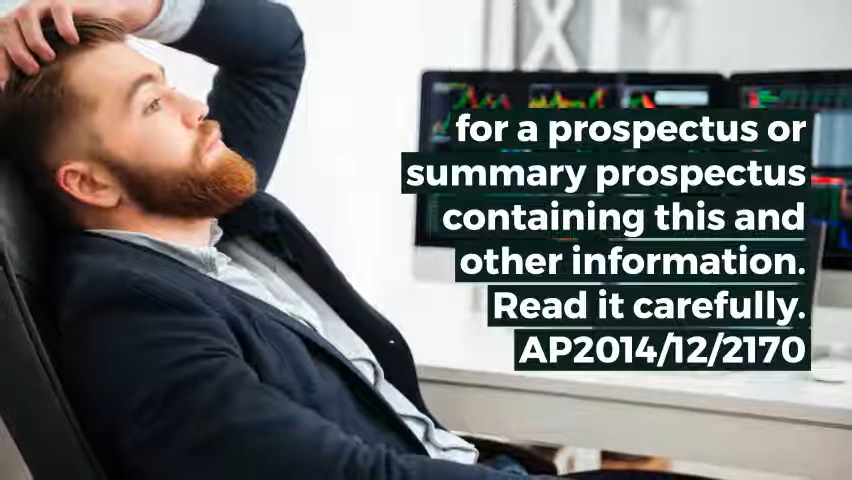 for a prospectus or
summary prospectus
containing this and
other information.
Read it carefully.
AP2014/12/2170